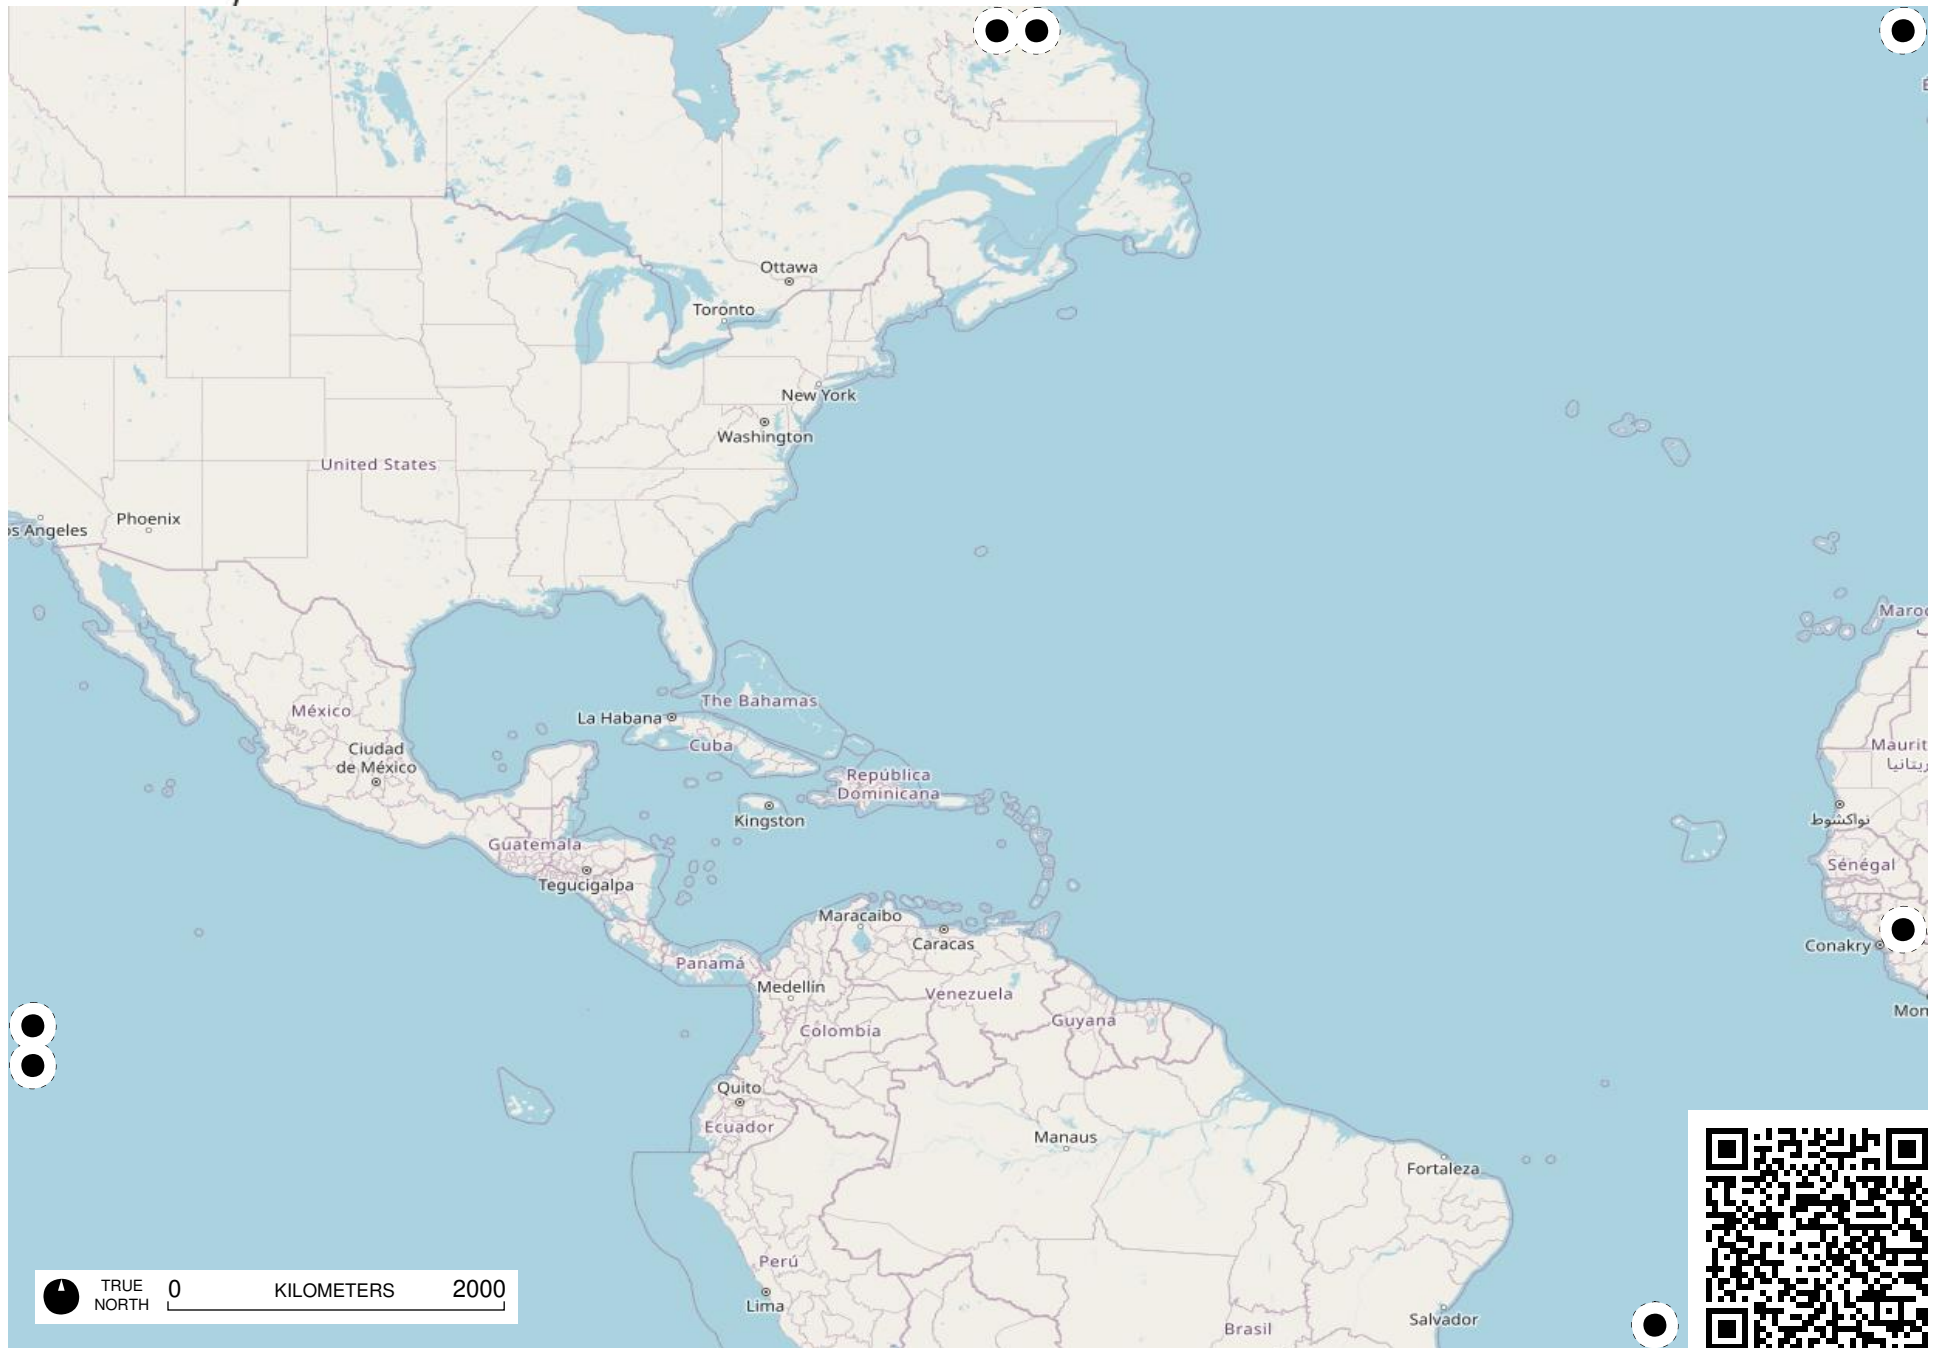 Ottawa
Toronto
New York
Washington
United States
Phoenix
os Angeles
Maroc
The Bahamas
México
La Habana
Cuba
Ciudad
de México
Maurit
ريتانيا
República
Dominicana
Kingston
نواكشوط
Guatemala
Sénégal
Tegucigalpa
Maracaibo
Caracas
Conakry
Panamá
Medellín
Venezuela
Mon
Guyana
Colombia
Quito
Ecuador
Manaus
Fortaleza
Perú
Lima
Salvador
Brasil
TRUE
NORTH
0 KILOMETERS 2000